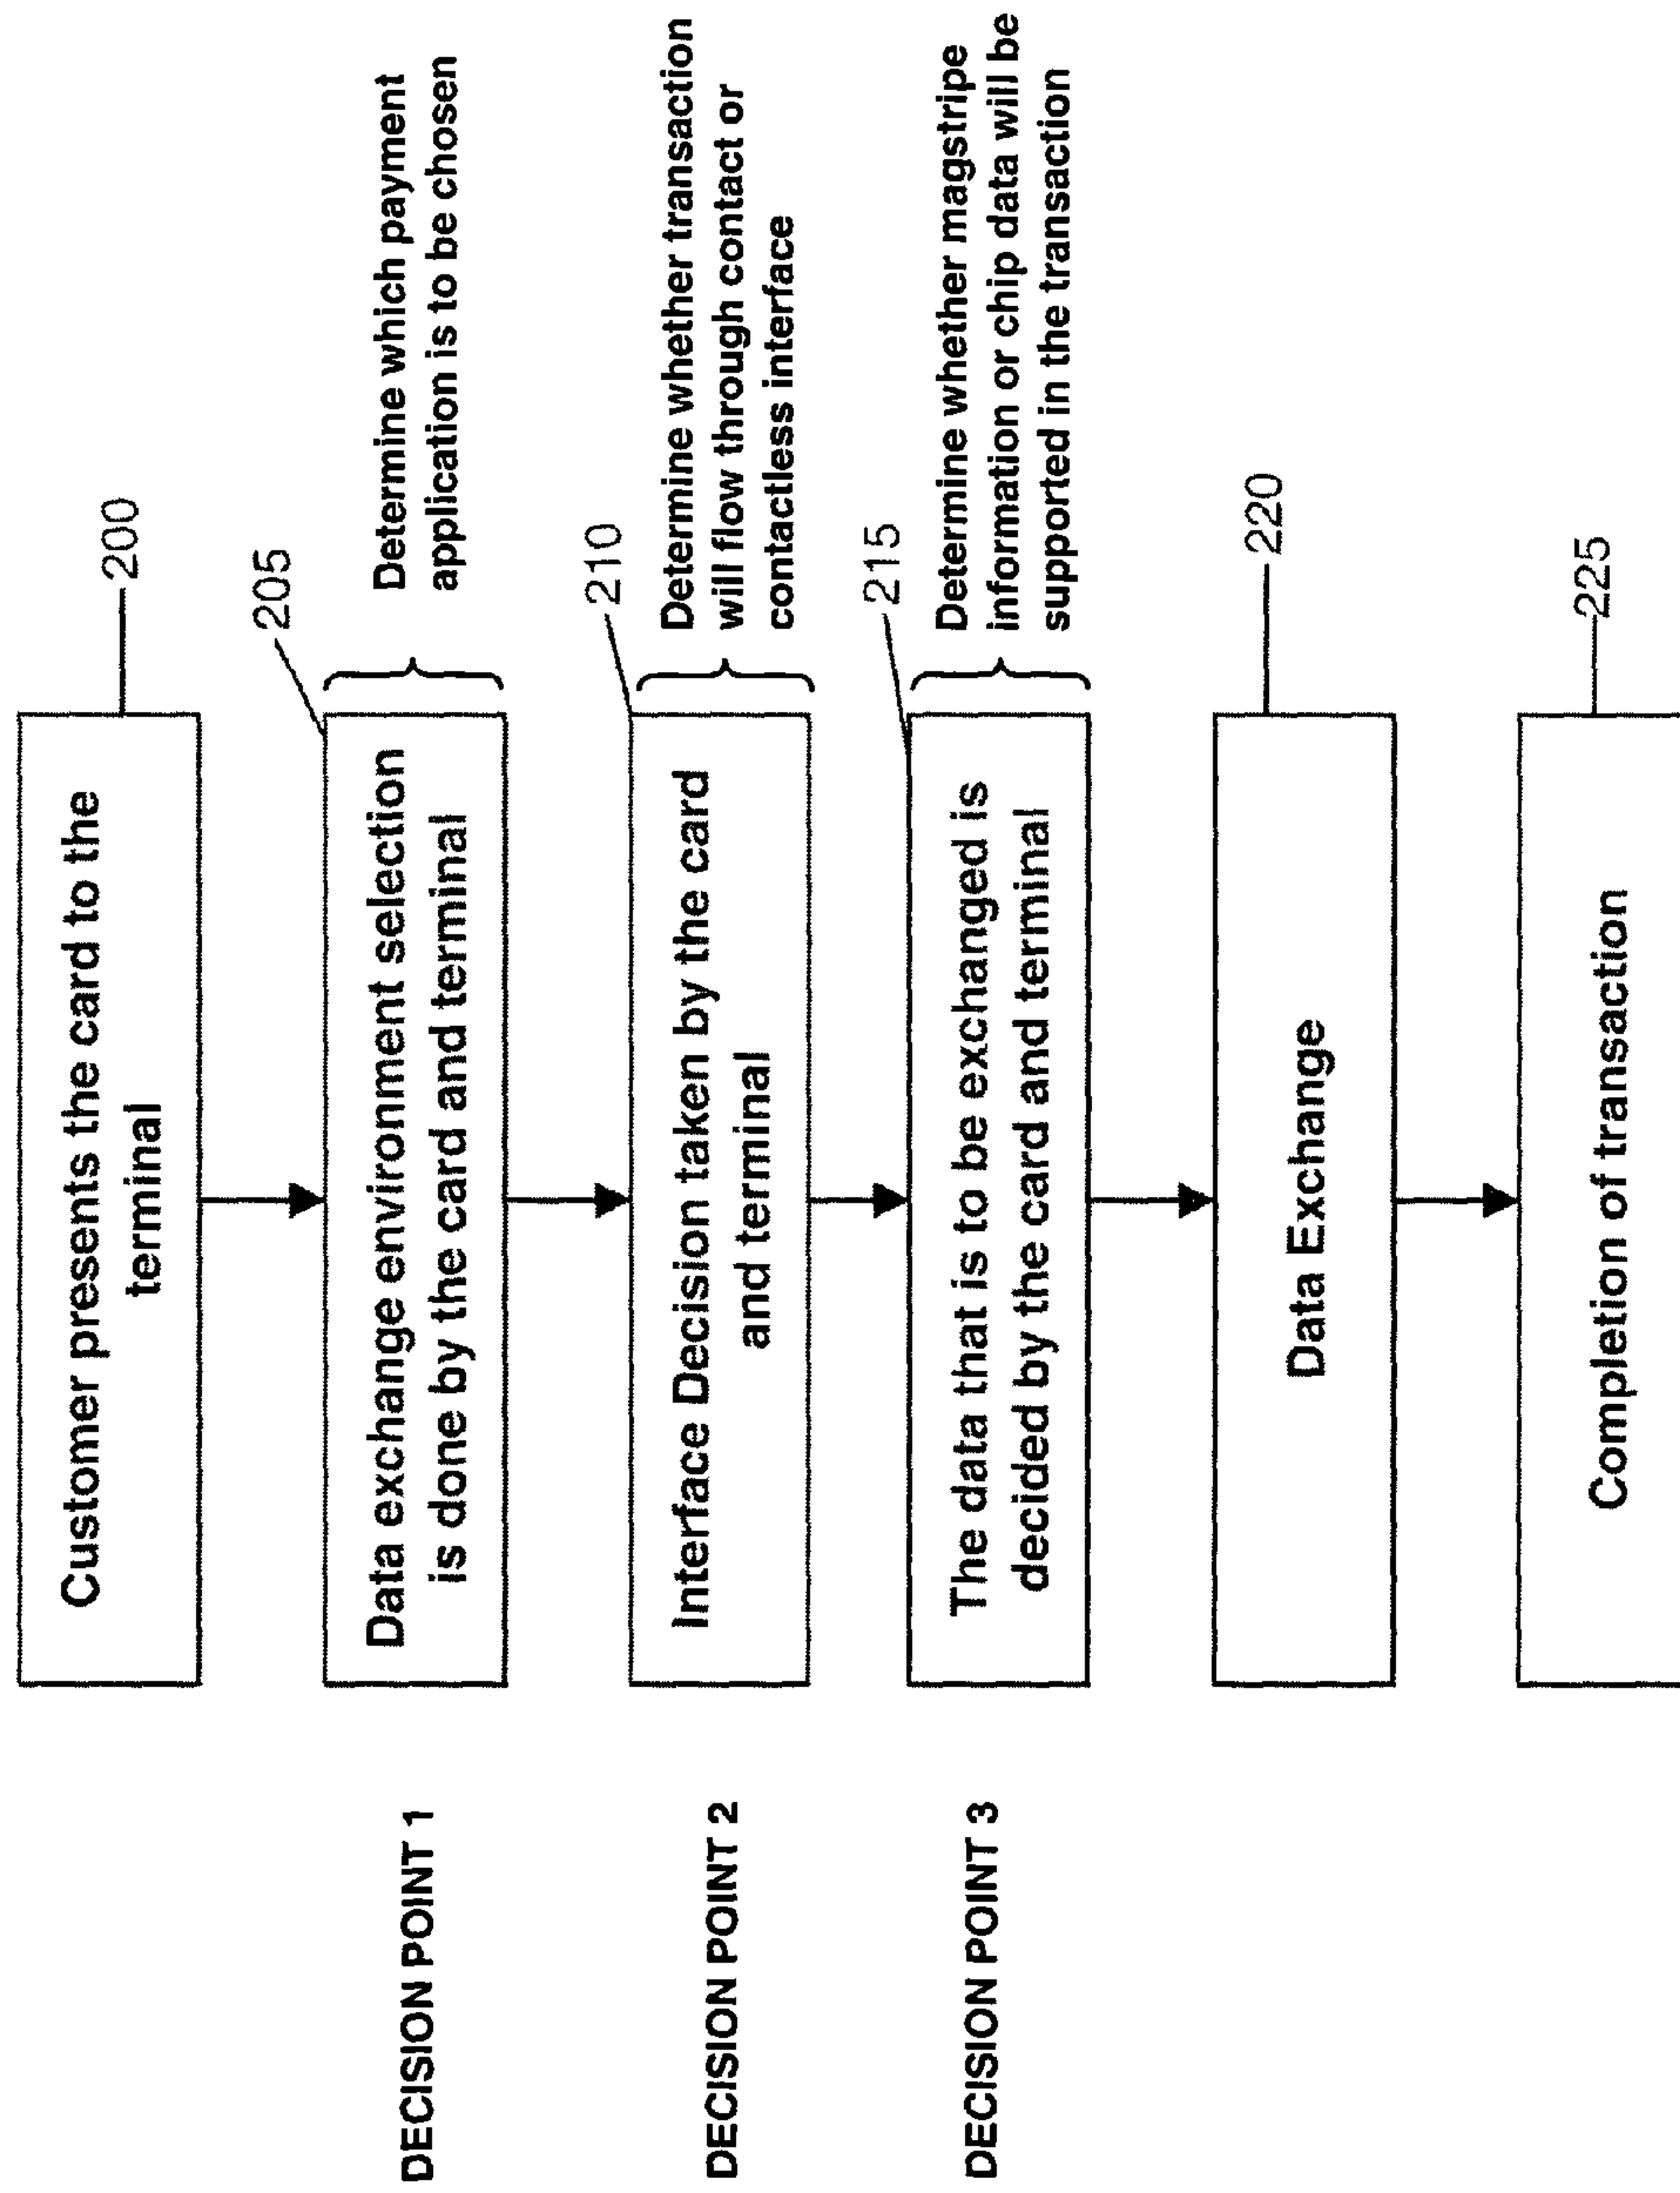 Customer presents the card to the
terminal
200
DECISION POINT 1
Data exchange environment selection
is done by the card and terminal
205
Determine which payment
application is to be chosen
DECISION POINT 2
Interface Decision taken by the card
and terminal
210
Determine whether transaction
will flow through contact or
contactless interface
DECISION POINT 3
The data that is to be exchanged is
decided by the card and terminal
215
Determine whether magstripe
information or chip data will be
supported in the transaction
Data Exchange
220
Completion of transaction
225